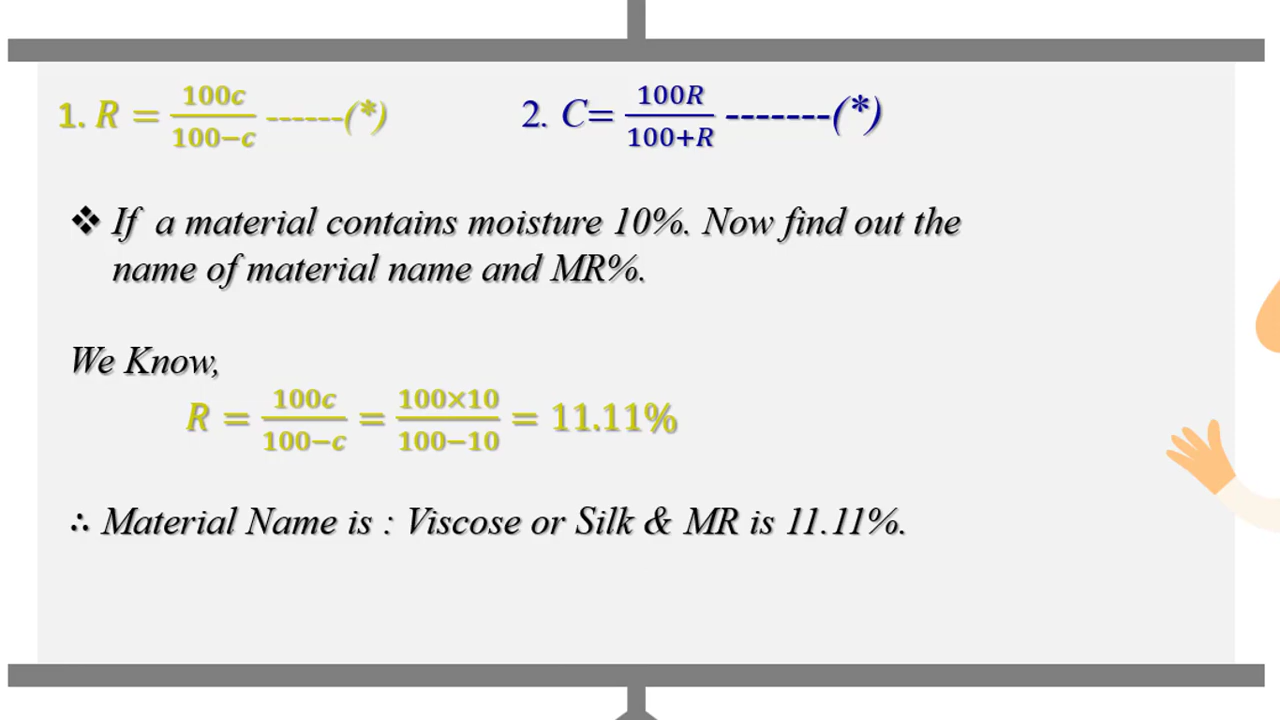 1. R = 100c/100−c ------(*) 2. C= 100R/100+R -------(*)
❖ If a material contains moisture 10%. Now find out the
name of material name and MR%.
We Know,
R = 100c/100−c = 100×10/100−10 = 11.11%
∴ Material Name is : Viscose or Silk & MR is 11.11%.